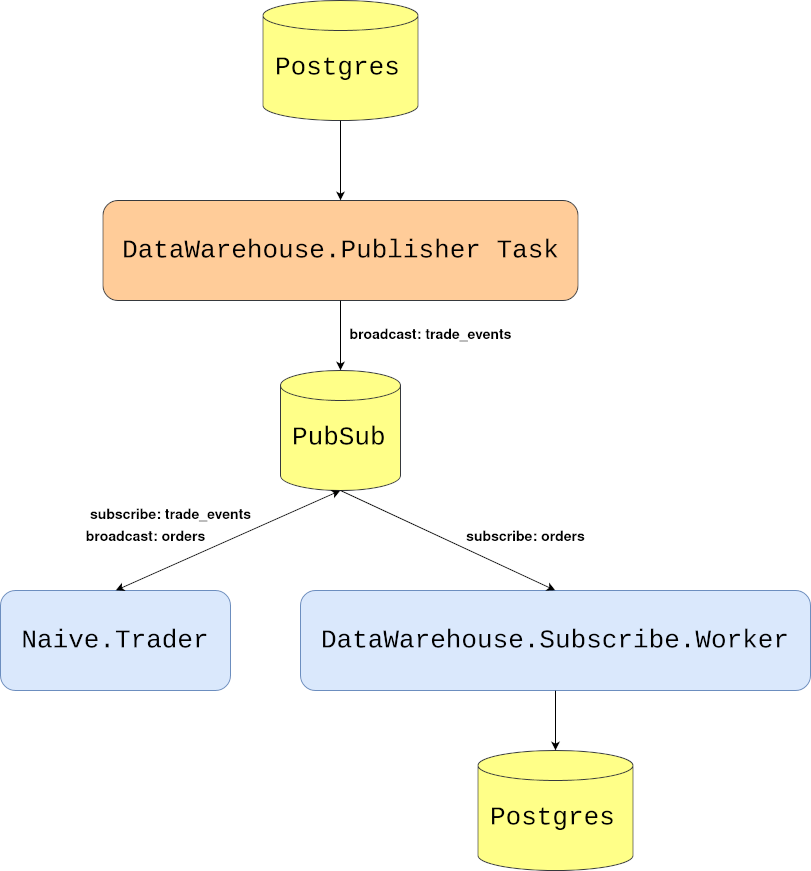 Postgres
DataWarehouse.Publisher Task
broadcast: trade_events
PubSub
subscribe: trade_events
broadcast: orders
subscribe: orders
Naive.Trader
DataWarehouse.Subscribe.Worker
Postgres